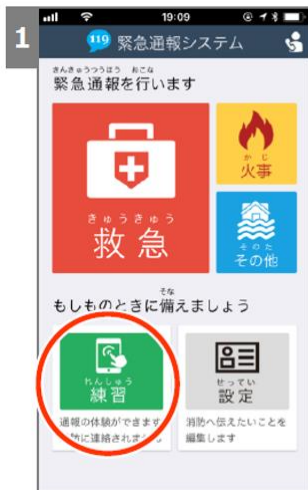 1
19:09
119 緊急通報システム
きんきゅうつうほう おこな
緊急通報を行います
きゅうきゅう
救急
かじ
火事
そのた
その他
そな
もしものときに備えましょう
れんしゅう
練習
通報の体験ができます
せってい
設定
消防へ伝えたいことを
編集します